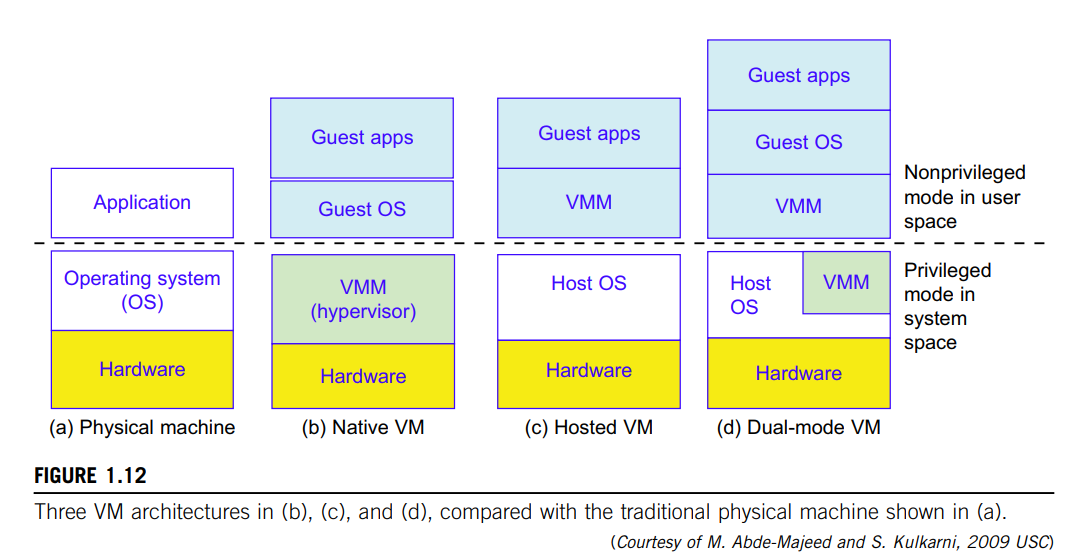 Application
Operating system
(OS)
Hardware
(a) Physical machine
Guest apps
Guest OS
VMM
(hypervisor)
Hardware
(b) Native VM
Guest apps
VMM
Host OS
Hardware
(c) Hosted VM
Guest apps
Guest OS
VMM
Host
OS
VMM
Hardware
(d) Dual-mode VM
Nonprivileged
mode in user
space
Privileged
mode in
system
space
FIGURE 1.12
Three VM architectures in (b), (c), and (d), compared with the traditional physical machine shown in (a).
(Courtesy of M. Abde-Majeed and S. Kulkarni, 2009 USC)